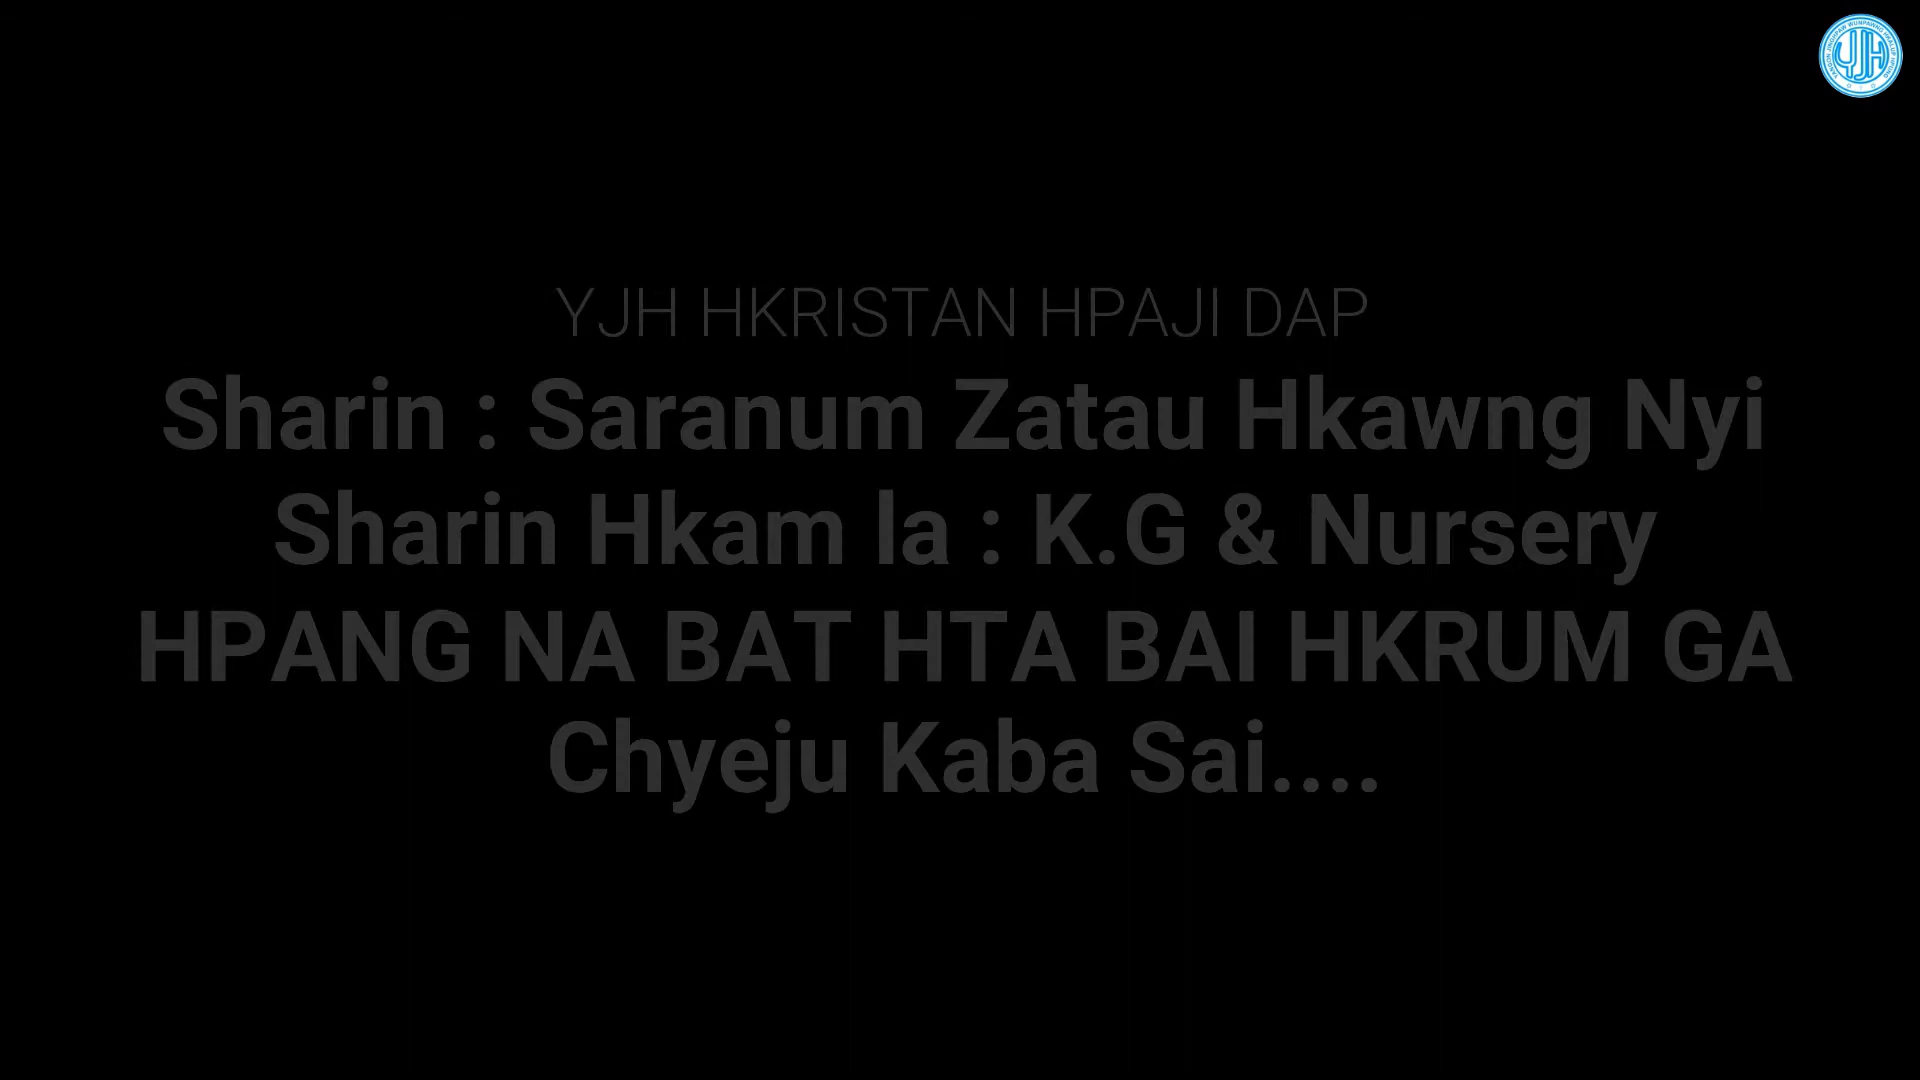 YJH HKRISTAN HPAJI DAP
Sharin : Saranum Zatau Hkawng Nyi
Sharin Hkam la : K.G & Nursery
HPANG NA BAT HTA BAI HKRUM GA
Chyeju Kaba Sai....
YJH